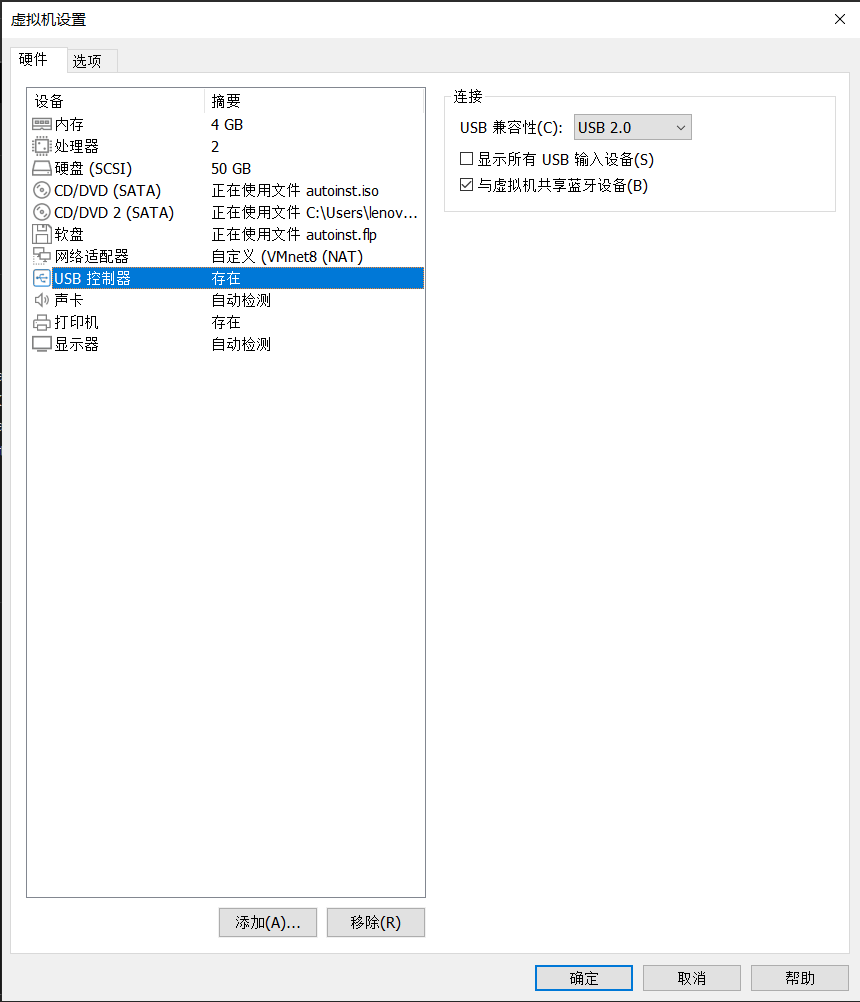 虚拟机设置
硬件 选项
设备 摘要
内存 4 GB
处理器 2
硬盘 (SCSI) 50 GB
CD/DVD (SATA) 正在使用文件 autoinst.iso
CD/DVD 2 (SATA) 正在使用文件 C:\Users\lenov...
软盘 正在使用文件 autoinst.flp
网络适配器 自定义 (VMnet8 (NAT)
USB 控制器 存在
声卡 自动检测
打印机 存在
显示器 自动检测
添加(A)... 移除(R)
连接
USB 兼容性(C): USB 2.0
显示所有 USB 输入设备(S)
与虚拟机共享蓝牙设备(B)
确定 取消 帮助